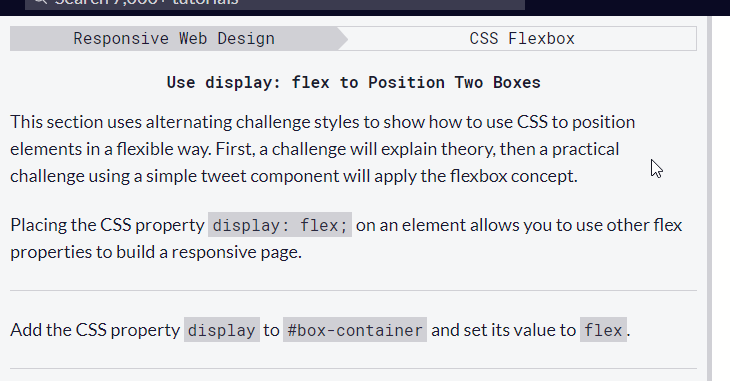 Search 7,000+ tutorials
Responsive Web Design
CSS Flexbox
Use display: flex to Position Two Boxes
This section uses alternating challenge styles to show how to use CSS to position
elements in a flexible way. First, a challenge will explain theory, then a practical
challenge using a simple tweet component will apply the flexbox concept.
Placing the CSS property display: flex; on an element allows you to use other flex
properties to build a responsive page.
Add the CSS property display to #box-container and set its value to flex.